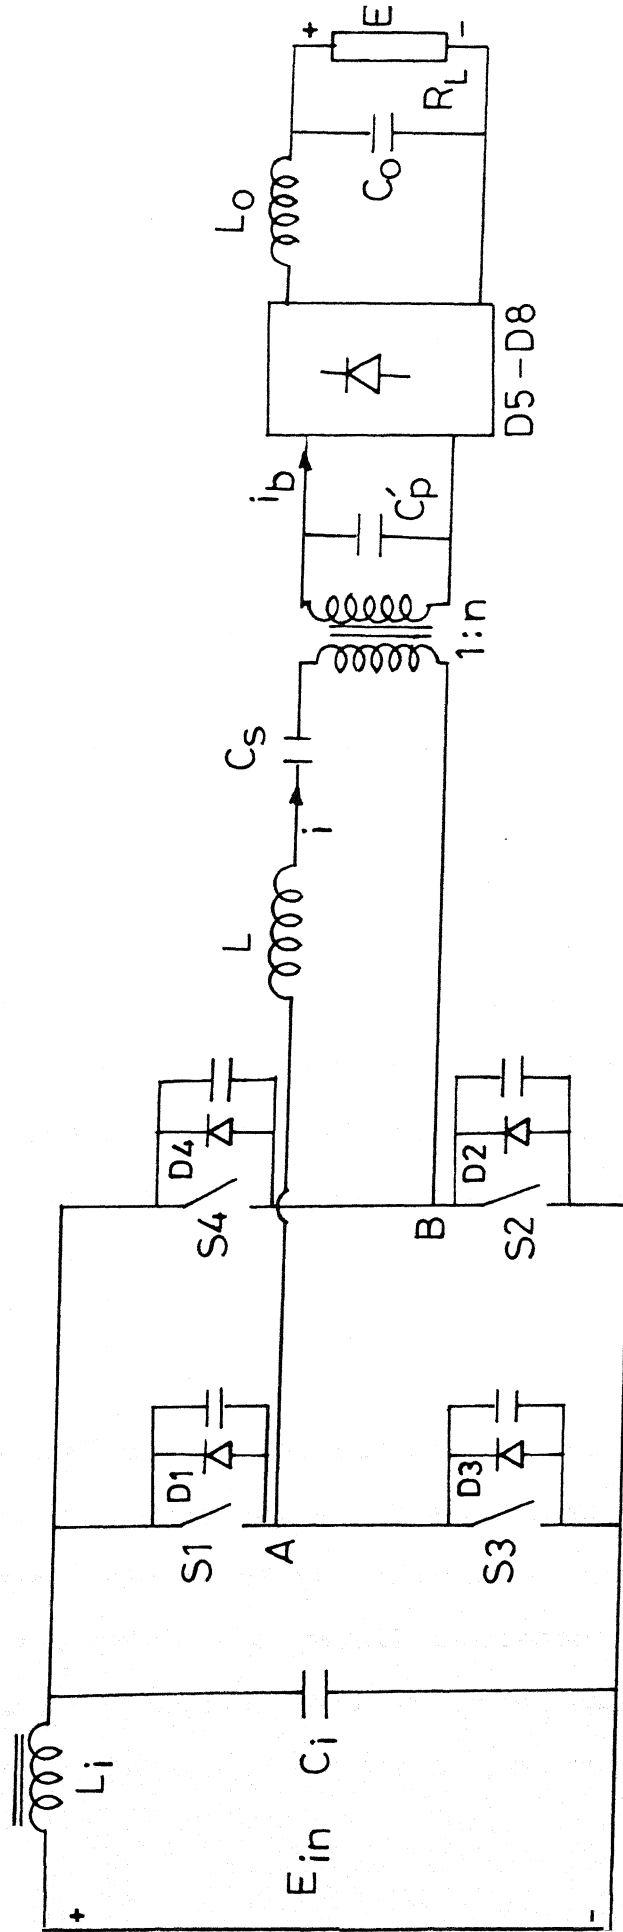 +
E_in
-
L_i
C_i
S1
D1
A
S3
D3
S4
D4
B
S2
D2
L
i
C_s
1:n
C'_p
i_b
D5-D8
L_O
C_O
R_L
+
E
-